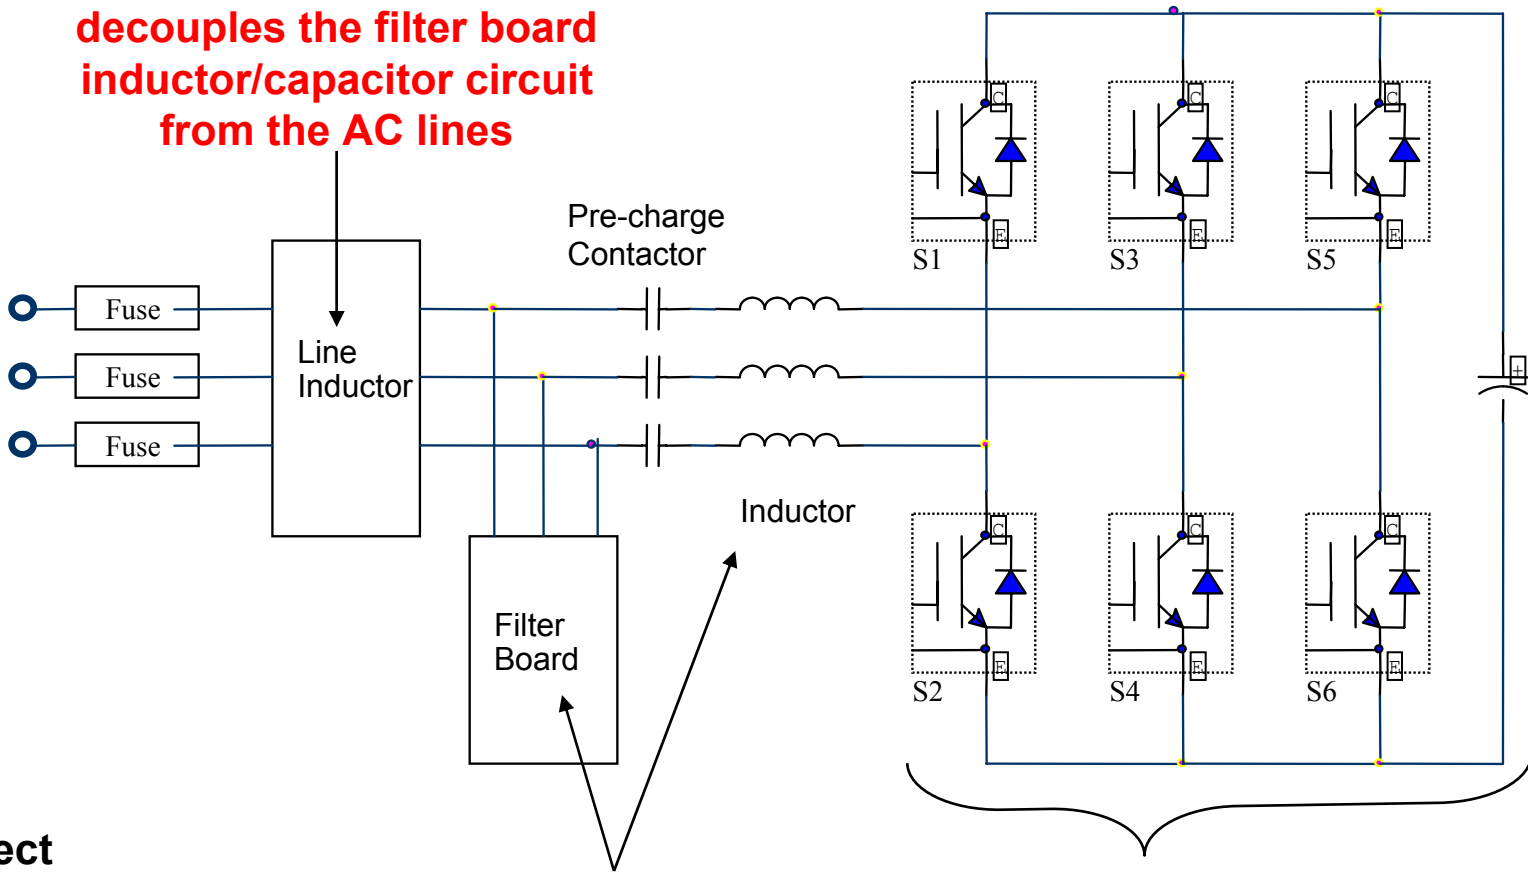 decouples the filter board
inductor/capacitor circuit
from the AC lines
Pre-charge
Contactor
C
C
C
E
E
E
S1
S3
S5
Fuse
Line
Inductor
Fuse
+
Fuse
Inductor
C
C
C
Filter
Board
E
E
E
S2
S4
S6
ect